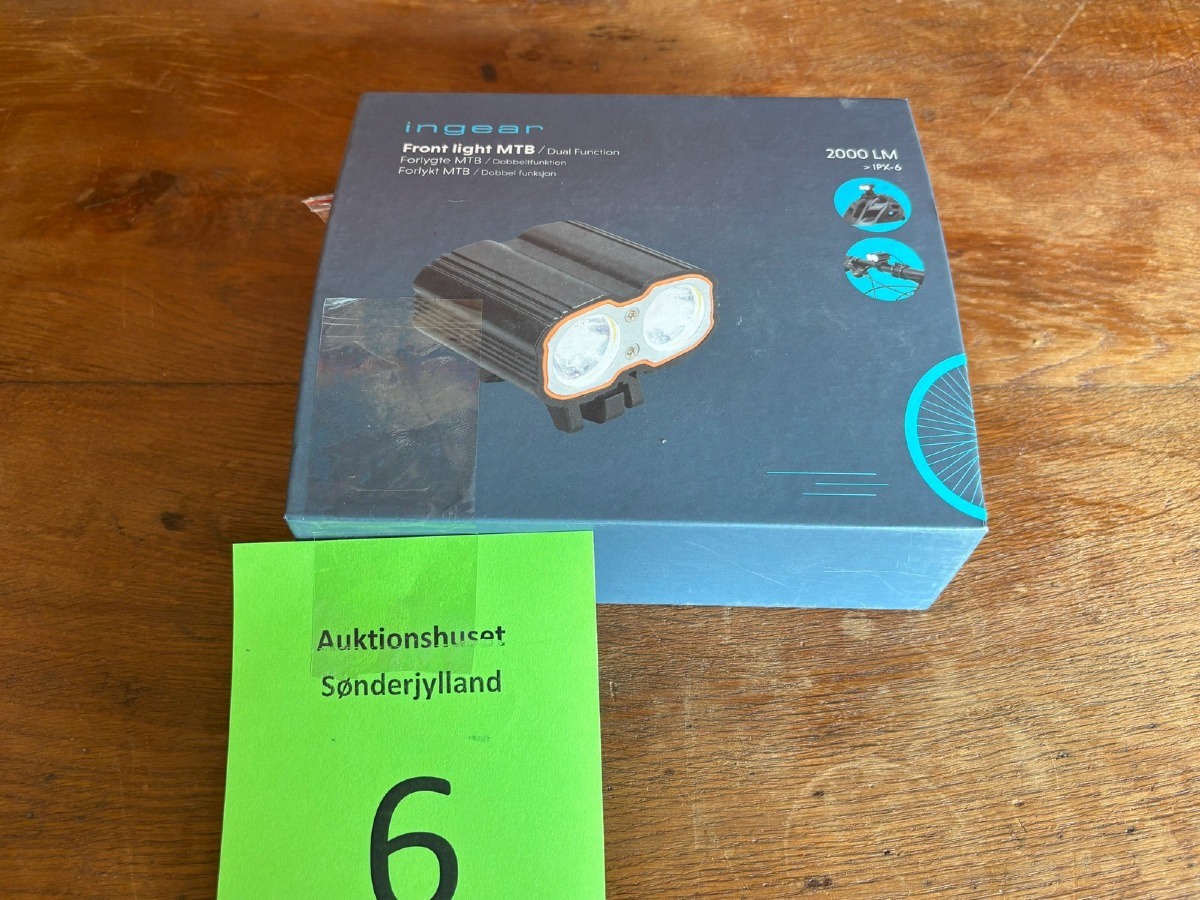 ingear
Front light MTB / Dual Function
Forlygte MTB / Dobbeltfunktion
Forlykt MTB / Dobbel funksjon
2000 LM
> IPX-6
Auktionshuset
Sønderjylland
6